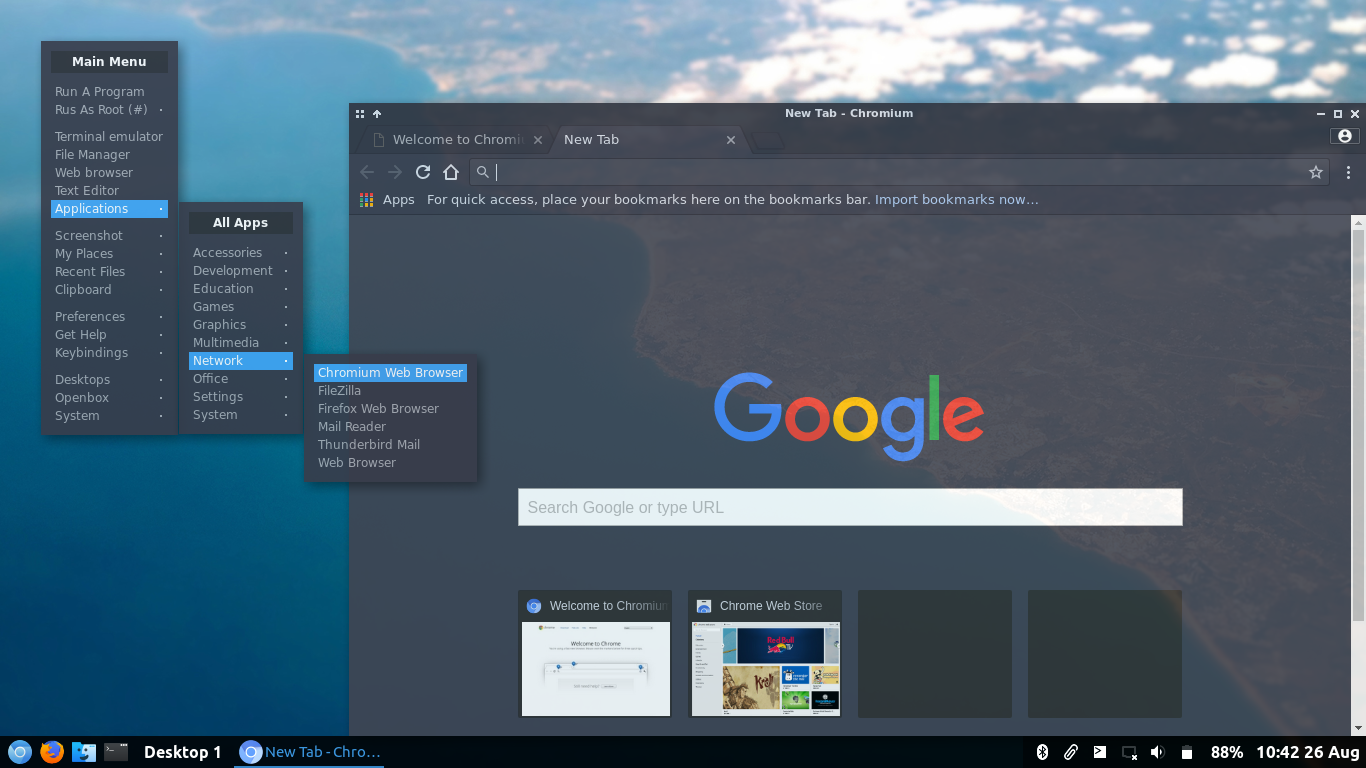 Main Menu
Run A Program
Rus As Root (#)
Terminal emulator
File Manager
Web browser
Text Editor
Applications
Screenshot
My Places
Recent Files
Clipboard
Preferences
Get Help
Keybindings
Desktops
Openbox
System
All Apps
Accessories
Development
Education
Games
Graphics
Multimedia
Network
Office
Settings
System
Chromium Web Browser
FileZilla
Firefox Web Browser
Mail Reader
Thunderbird Mail
Web Browser
New Tab - Chromium
Welcome to Chromiu
New Tab
Apps For quick access, place your bookmarks here on the bookmarks bar. Import bookmarks now…
Google
Search Google or type URL
Welcome to Chromium
Chrome Web Store
Welcome to Chrome
Red Bull
TV
Desktop 1
New Tab - Chro…
88%
10:42 26 Aug